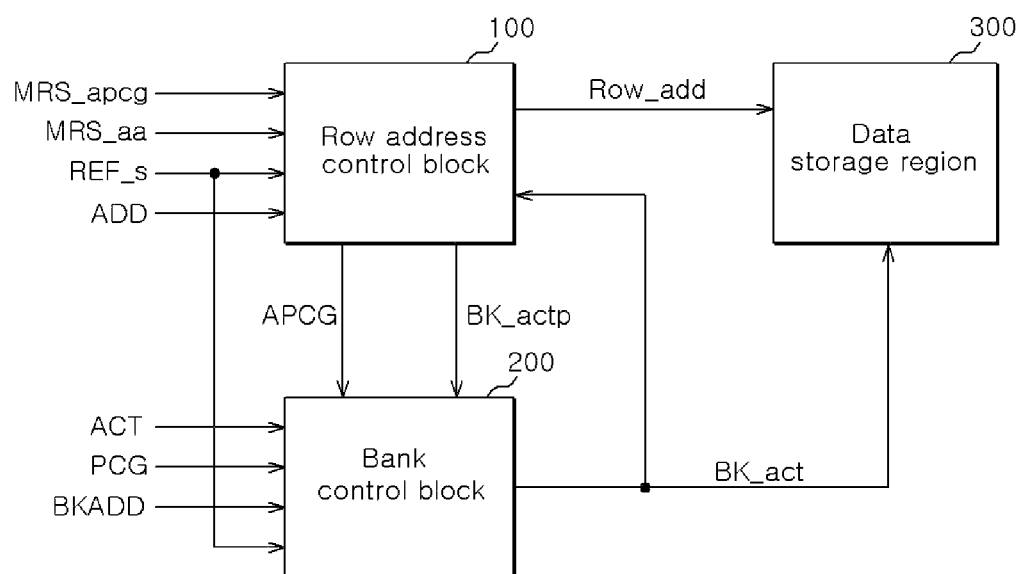 100
300
MRS_apcg
MRS_aa
REF_s
ADD
Row address
control block
Row_add
Data
storage region
APCG
BK_actp
200
ACT
PCG
BKADD
Bank
control block
BK_act